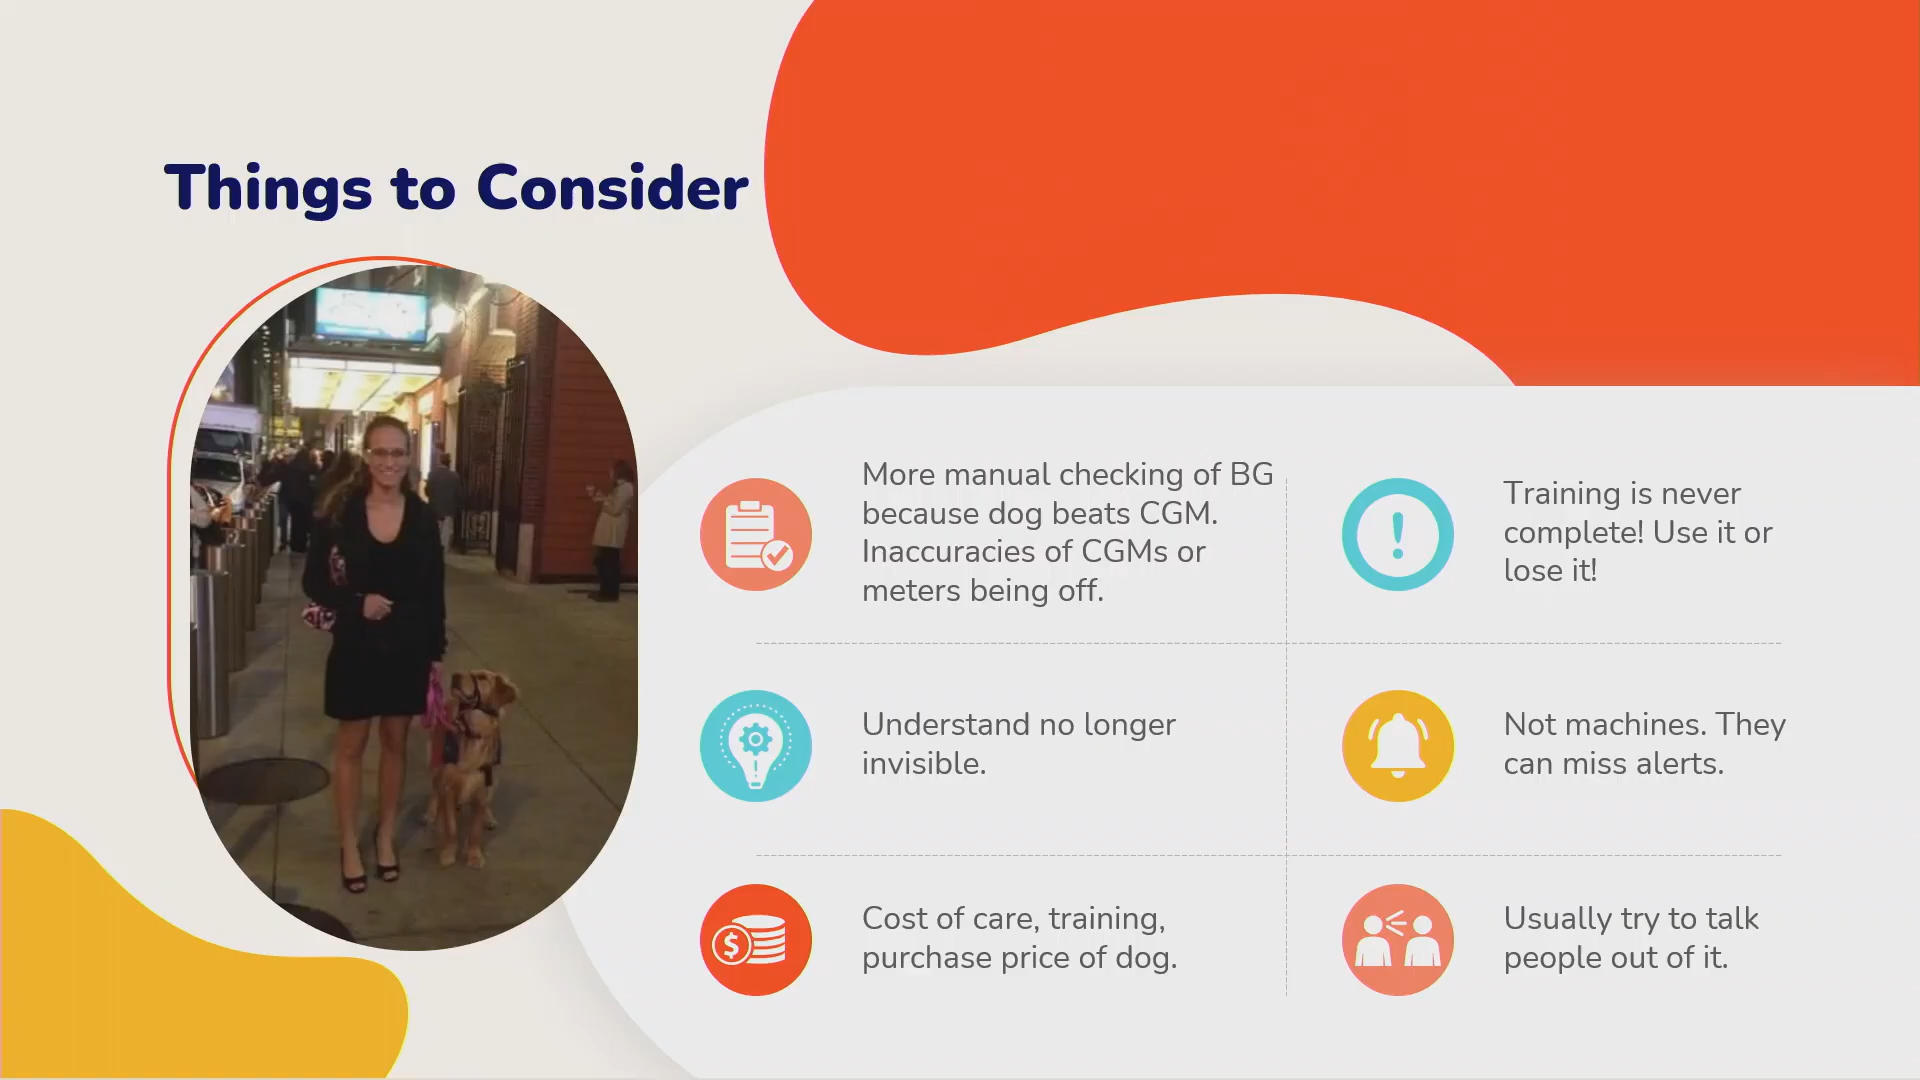 Things to Consider
More manual checking of BG
because dog beats CGM.
Inaccuracies of CGMs or
meters being off.
Training is never
complete! Use it or
lose it!
Understand no longer
invisible.
Not machines. They
can miss alerts.
Cost of care, training,
purchase price of dog.
Usually try to talk
people out of it.